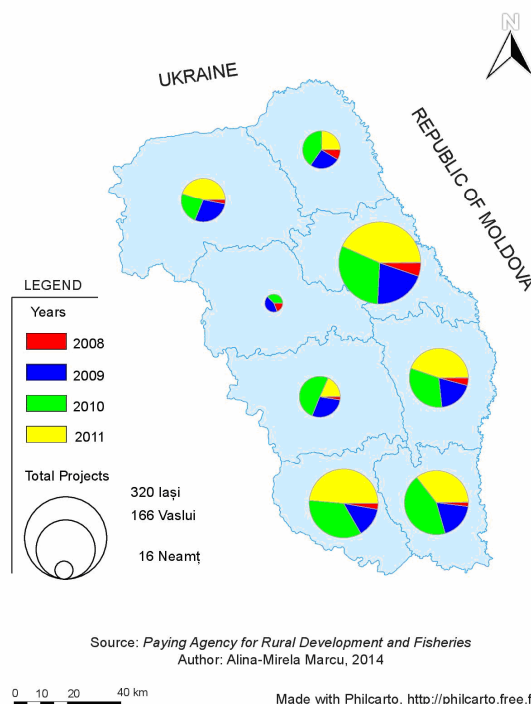 N
UKRAINE
REPUBLIC OF MOLDOVA
LEGEND
Years
2008
2009
2010
2011
Total Projects
320 Iași
166 Vaslui
16 Neamț
Source: Paying Agency for Rural Development and Fisheries
Author: Alina-Mirela Marcu, 2014
0 10 20 40 km
Made with Philcarto, http://philcarto.free.f